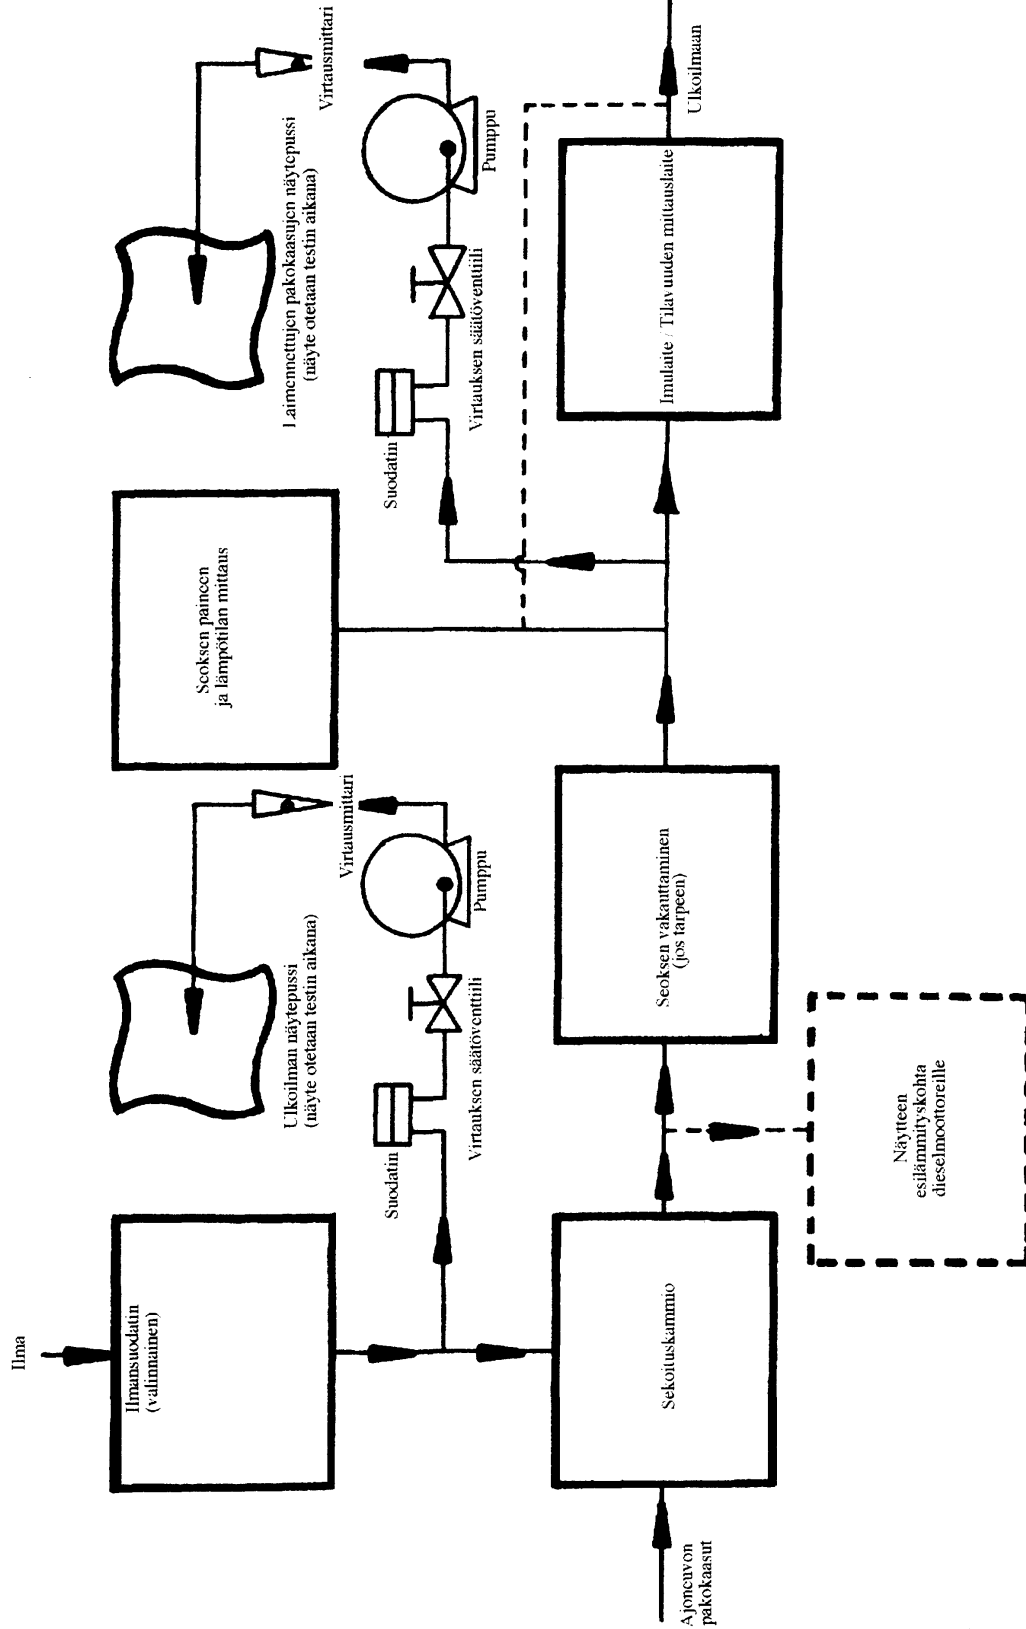 Ilma
Ilmansuodatin
(valinnainen)
Ulkoilman näytepussi
(näyte otetaan testin aikana)
Virtausmittari
Seoksen paineen
ja lämpötilan mittaus
Laimennettujen pakokaasujen näytepussi
(näyte otetaan testin aikana)
Virtausmittari
Suodatin
Virtauksen säätöventtiili
Pumppu
Suodatin
Virtauksen säätöventtiili
Pumppu
Ajoneuvon
pakokaasut
Sekoituskammio
Seoksen vakauttaminen
(jos tarpeen)
Imulaite / Tilavuuden mittauslaite
Ulkoilmaan
Näytteen
esilämmityskohta
dieselmoottoreille